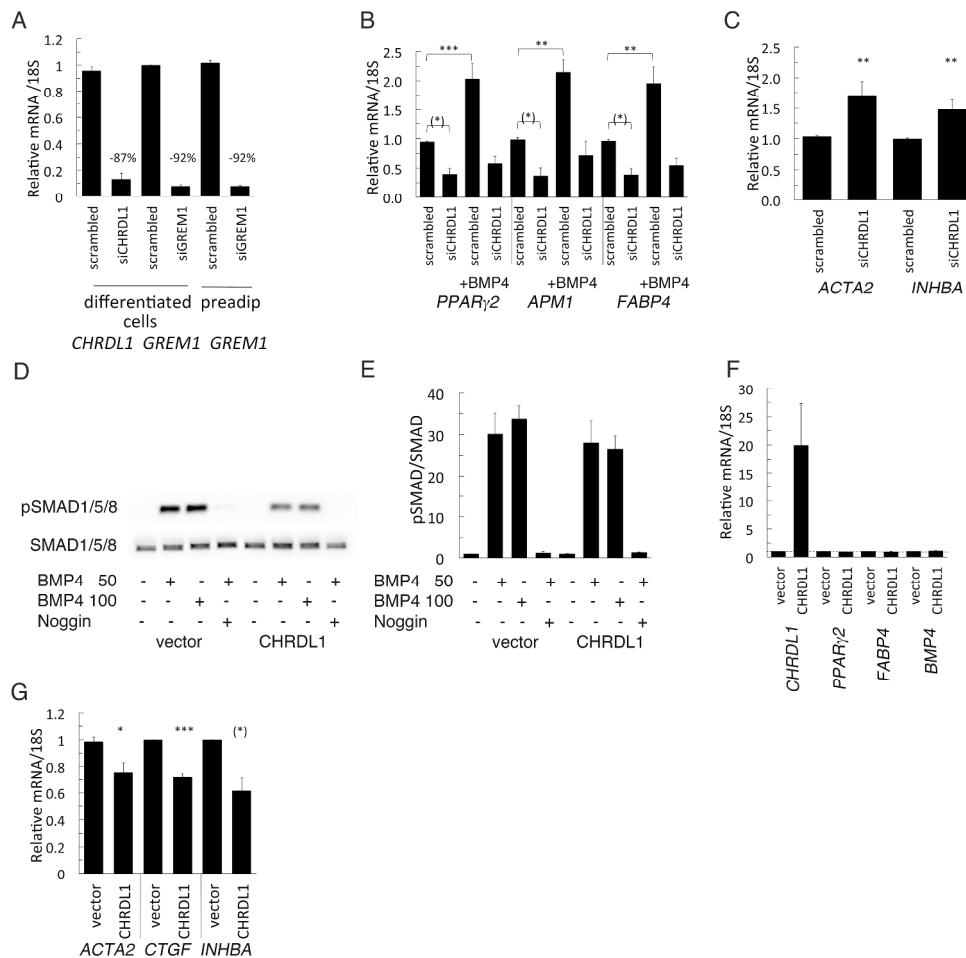 A
Relative mRNA/18S
1.2
1
0.8
0.6
0.4
0.2
0
-87%
-92%
-92%
scrambled
siCHRDL1
scrambled
siGREM1
scrambled
siGREM1
differentiated cells
preadip
CHRDL1 GREM1 GREM1
B
Relative mRNA/18S
2.5
2.0
1.5
1.0
0.5
0.0
*** ** **
(*) (*) (*)
scrambled
siCHRDL1
scrambled
siCHRDL1
scrambled
siCHRDL1
scrambled
siCHRDL1
scrambled
siCHRDL1
scrambled
siCHRDL1
+BMP4 +BMP4 +BMP4
PPARγ2 APM1 FABP4
C
Relative mRNA/18S
2.5
2.0
1.5
1.0
0.5
0.0
** **
scrambled
siCHRDL1
scrambled
siCHRDL1
ACTA2 INHBA
D
pSMAD1/5/8
SMAD1/5/8
BMP4 50 - + - + - + - +
BMP4 100 - - + - - - + -
Noggin - - - + - - - +
vector CHRDL1
E
pSMAD/SMAD
40
30
20
10
0
BMP4 50 - + - + - + - +
BMP4 100 - - + - - - + -
Noggin - - - + - - - +
vector CHRDL1
F
Relative mRNA/18S
30
25
20
15
10
5
0
vector
CHRDL1
vector
CHRDL1
vector
CHRDL1
vector
CHRDL1
CHRDL1
PPARγ2
FABP4
BMP4
G
Relative mRNA/18S
1.2
1
0.8
0.6
0.4
0.2
0
* *** (*)
vector
CHRDL1
vector
CHRDL1
vector
CHRDL1
ACTA2 CTGF INHBA